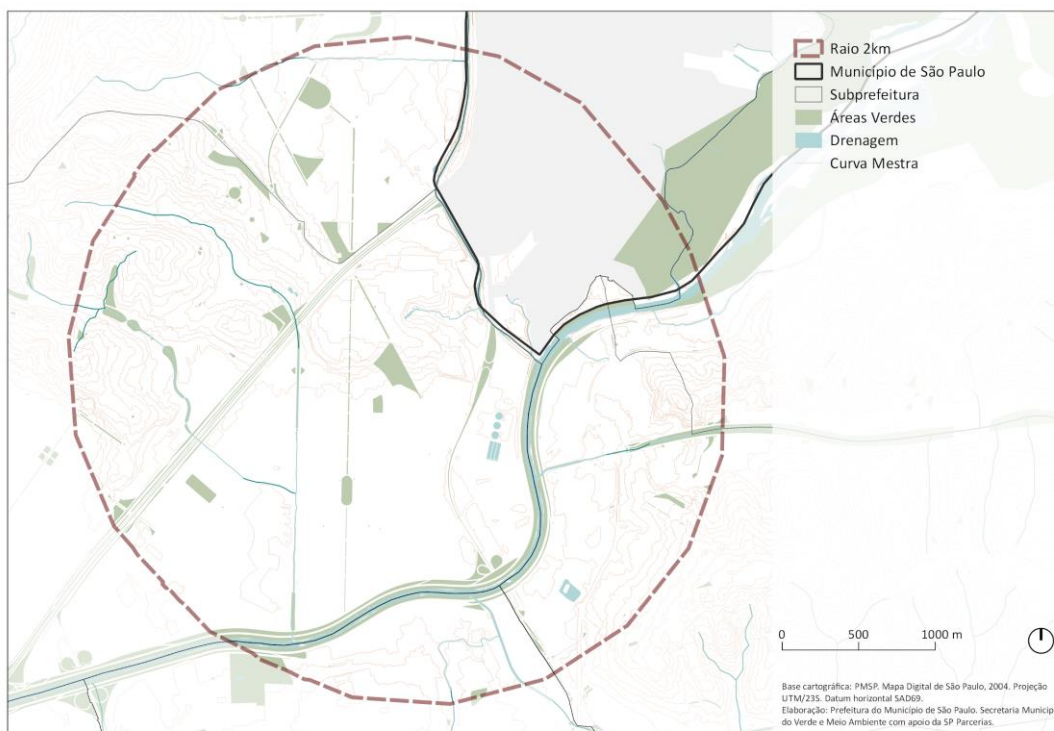 Raio 2km
Município de São Paulo
Subprefeitura
Áreas Verdes
Drenagem
Curva Mestra
0 500 1000 m
Base cartográfica: PMSP. Mapa Digital de São Paulo, 2004. Projeção
UTM/23S. Datum horizontal SAD69.
Elaboração: Prefeitura do Município de São Paulo. Secretaria Municip
do Verde e Meio Ambiente com apoio da SP Parcerias.